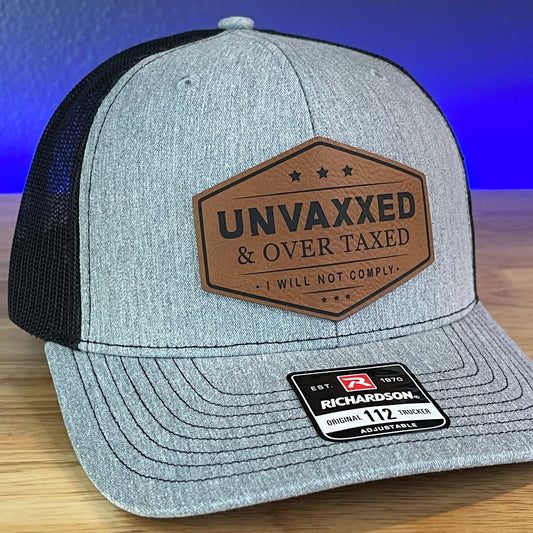 UNVAXXED
& OVER TAXED
• I WILL NOT COMPLY •
EST. 1970
RICHARDSON®
ORIGINAL 112 TRUCKER
ADJUSTABLE